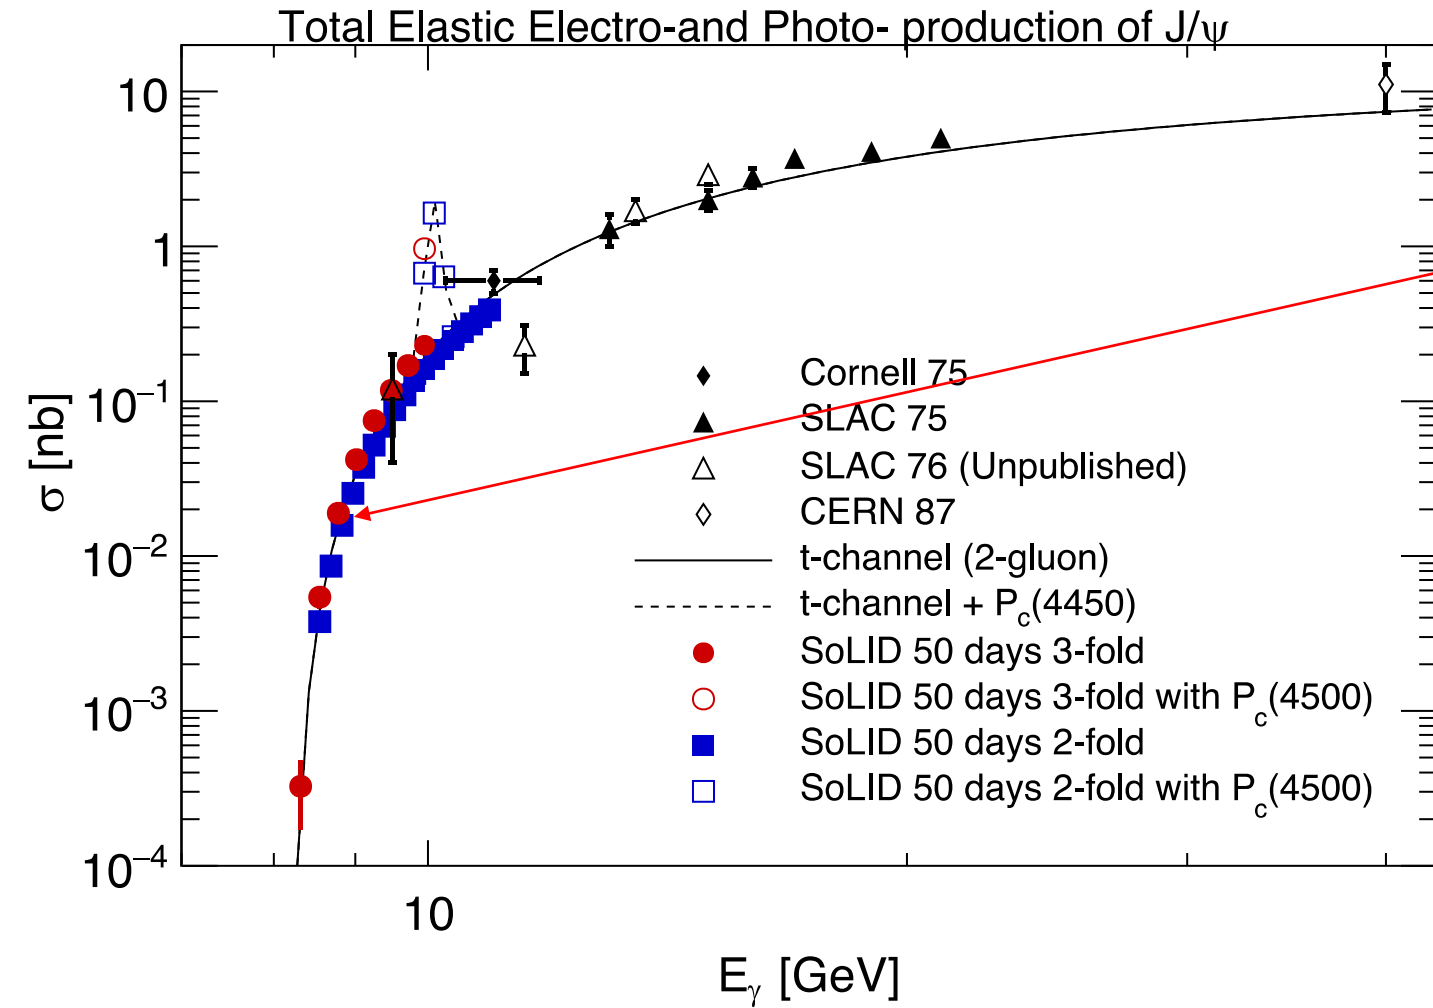 Total Elastic Electro-and Photo- production of J/ψ
10
1
10⁻¹
10⁻²
10⁻³
10⁻⁴
σ [nb]
Cornell 75
SLAC 75
SLAC 76 (Unpublished)
CERN 87
t-channel (2-gluon)
t-channel + P_c(4450)
SoLID 50 days 3-fold
SoLID 50 days 3-fold with P_c(4500)
SoLID 50 days 2-fold
SoLID 50 days 2-fold with P_c(4500)
10
E_γ [GeV]